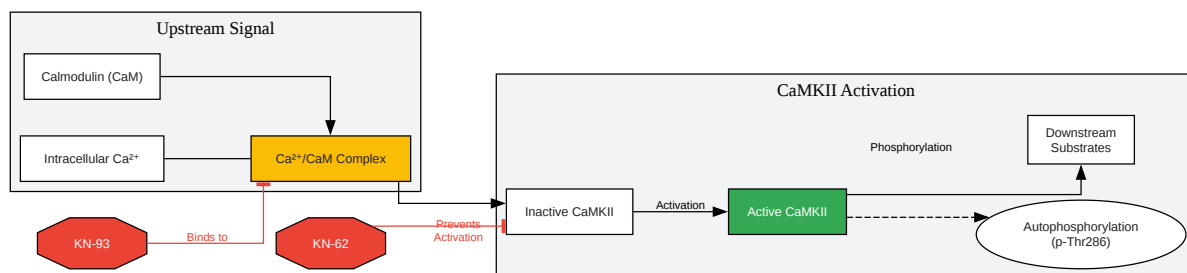 Upstream Signal
Calmodulin (CaM)
Intracellular Ca²⁺
Ca²⁺/CaM Complex
KN-93
Binds to
KN-62
Prevents
Activation
CaMKII Activation
Inactive CaMKII
Activation
Active CaMKII
Phosphorylation
Downstream
Substrates
Autophosphorylation
(p-Thr286)